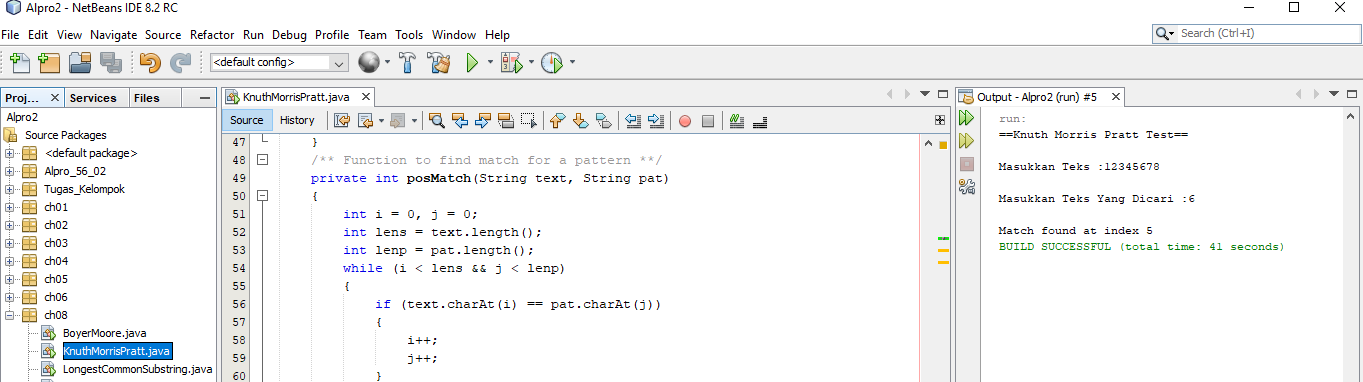 Alpro2 - NetBeans IDE 8.2 RC
File Edit View Navigate Source Refactor Run Debug Profile Team Tools Window Help
Search (Ctrl+I)
<default config>
Proj... Services Files
Alpro2
Source Packages
<default package>
Alpro_56_02
Tugas_Kelompok
ch01
ch02
ch03
ch04
ch05
ch06
ch08
BoyerMoore.java
KnuthMorrisPratt.java
LongestCommonSubstring.java
KnuthMorrisPratt.java
Source History
47 }
48 /** Function to find match for a pattern **/
49 private int posMatch(String text, String pat)
50 {
51 int i = 0, j = 0;
52 int lens = text.length();
53 int lenp = pat.length();
54 while (i < lens && j < lenp)
55 {
56 if (text.charAt(i) == pat.charAt(j))
57 {
58 i++;
59 j++;
60 }
Output - Alpro2 (run) #5
run:
==Knuth Morris Pratt Test==
Masukkan Teks :12345678
Masukkan Teks Yang Dicari :6
Match found at index 5
BUILD SUCCESSFUL (total time: 41 seconds)